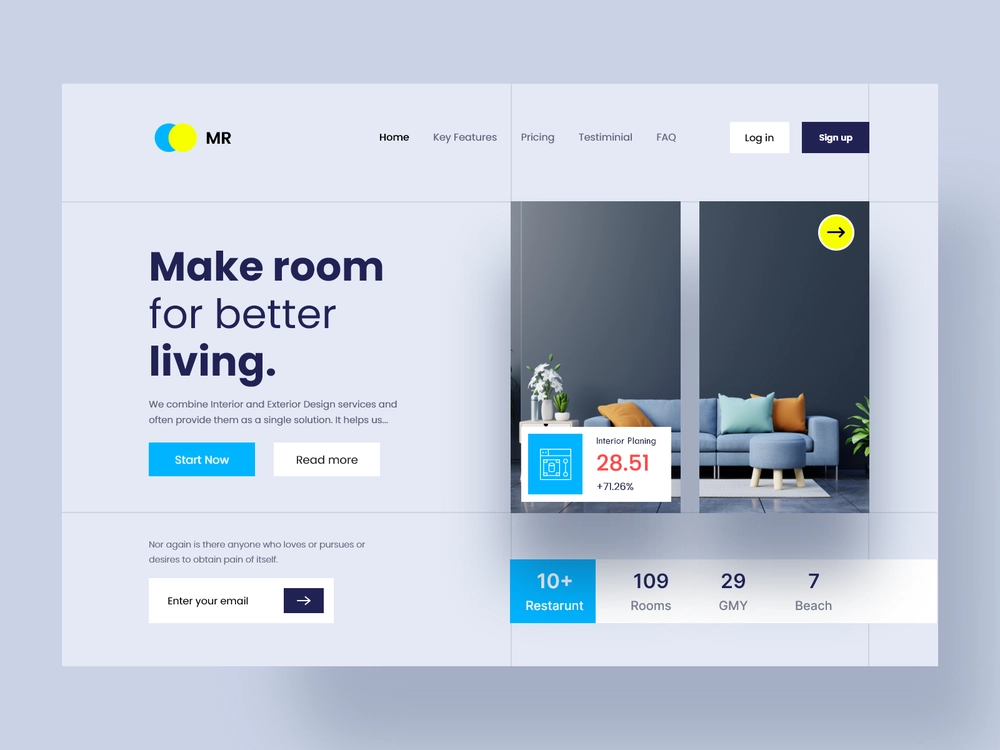 MR
Home Key Features Pricing Testiminial FAQ Log in Sign up
Make room
for better
living.
We combine Interior and Exterior Design services and
often provide them as a single solution. It helps us...
Start Now Read more
Interior Planing
28.51
+71.26%
Nor again is there anyone who loves or pursues or
desires to obtain pain of itself.
Enter your email
10+ 109 29 7
Restarunt Rooms GMY Beach